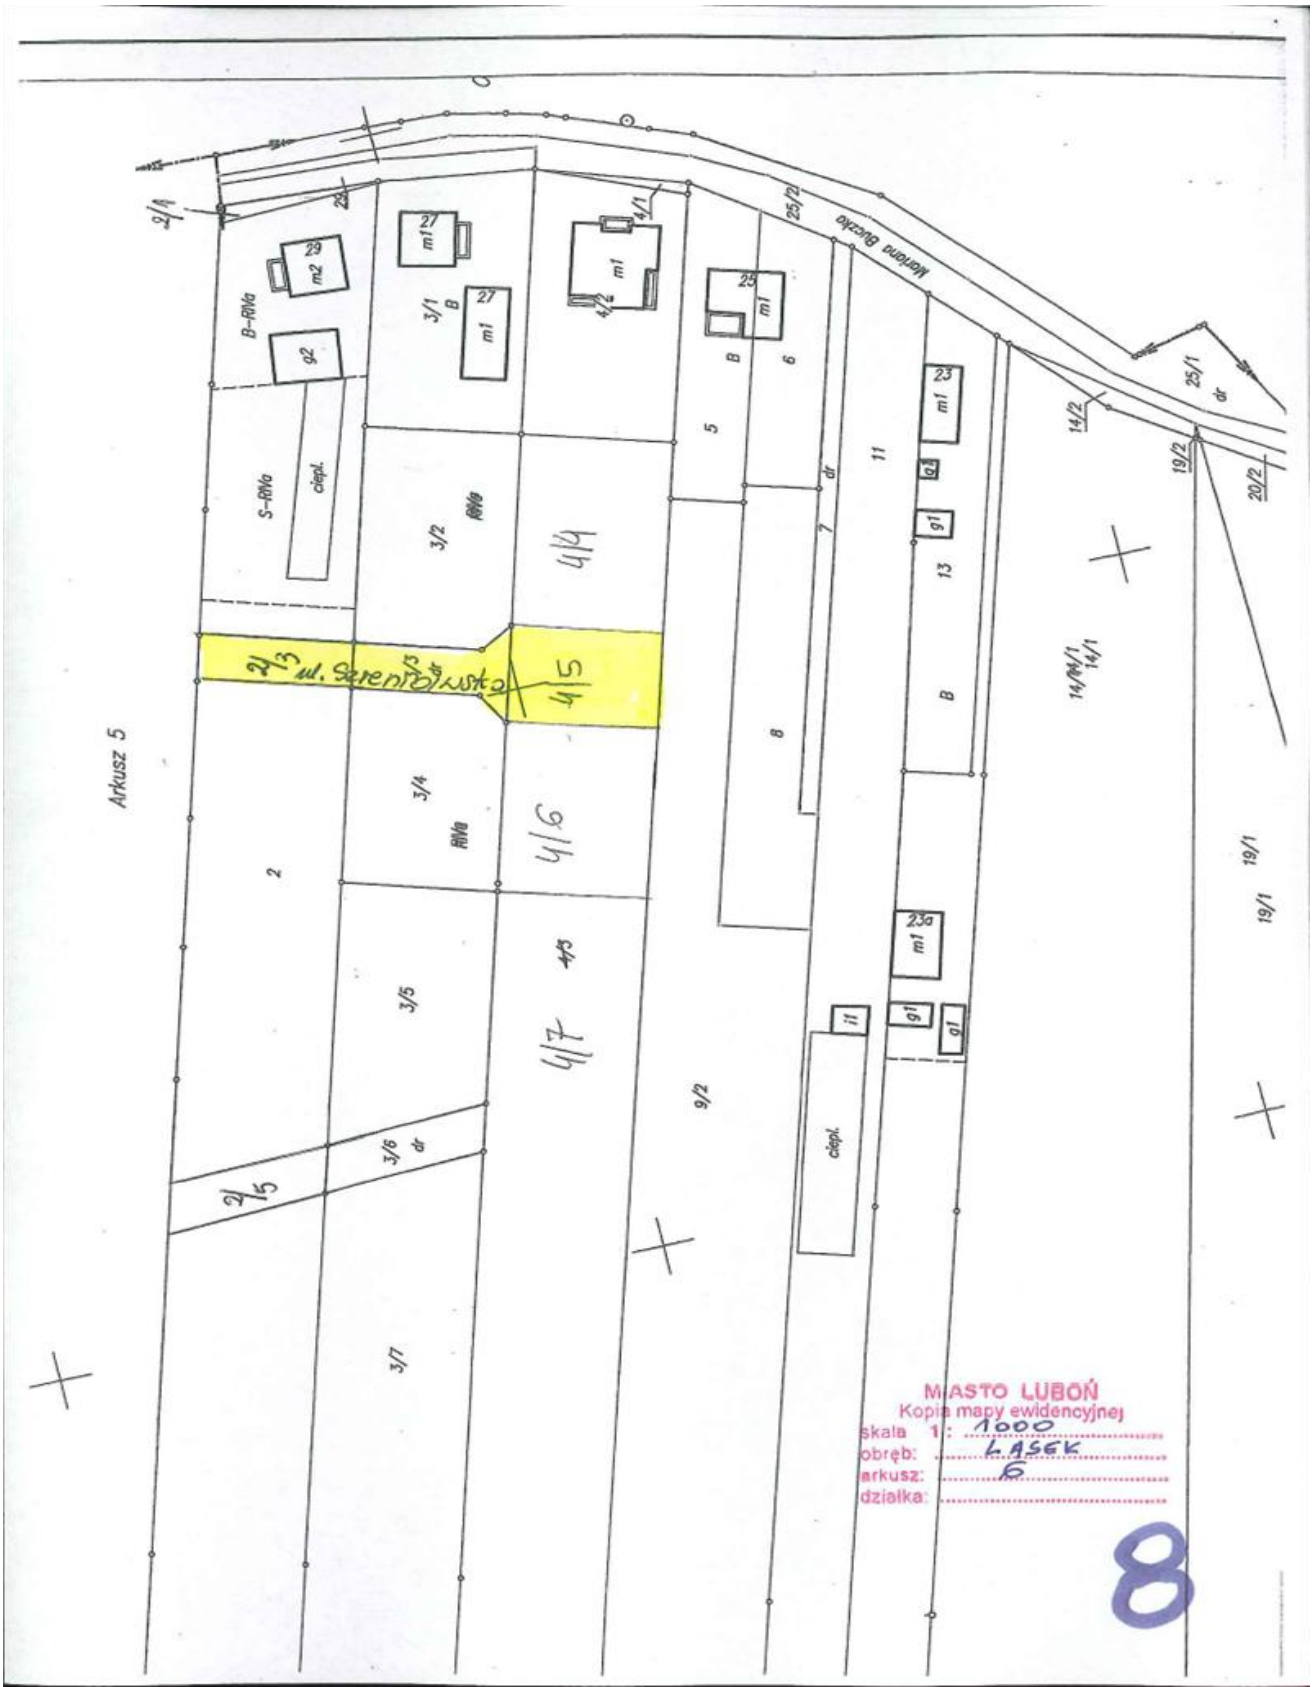 2/1
29
29
m2
B-RIVa
g2
S-RIVa
ciepl.
27
m1
3/1
B
27
m1
4/1
m1
4/2
25/2
Mariana Buczko
25
m1
B
6
5
7
dr
11
23
m1
g1
g1
13
B
14/2
25/1
dr
19/2
20/2
3/2
RIVa
4/4
2/3
ul.
3/3
dr
4/5
Arkusz 5
2
3/4
RIVa
4/6
8
14/1
14/1
19/1
19/1
3/5
4/3
4/7
9/2
23a
m1
i1
g1
g1
ciepl.
3/6
dr
2/5
3/7
MIASTO LUBOŃ
Kopia mapy ewidencyjnej
skala 1: 1000
obręb: LASEK
arkusz: 6
działka:
8